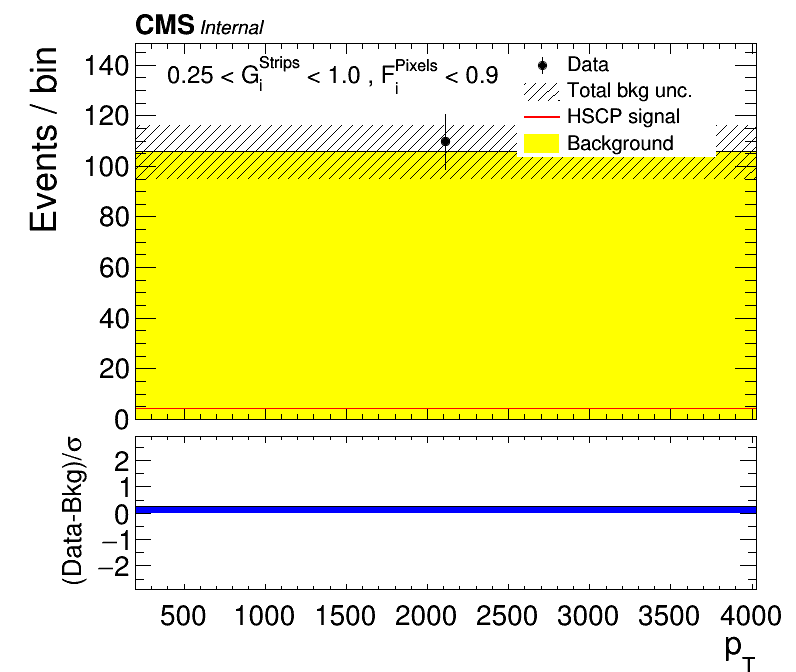 CMS Internal
0.25 < G_i^Strips < 1.0 , F_i^Pixels < 0.9
Data
Total bkg unc.
HSCP signal
Background
Events / bin
140
120
100
80
60
40
20
0
(Data-Bkg)/σ
2
1
0
−1
−2
500 1000 1500 2000 2500 3000 3500 4000
p_T